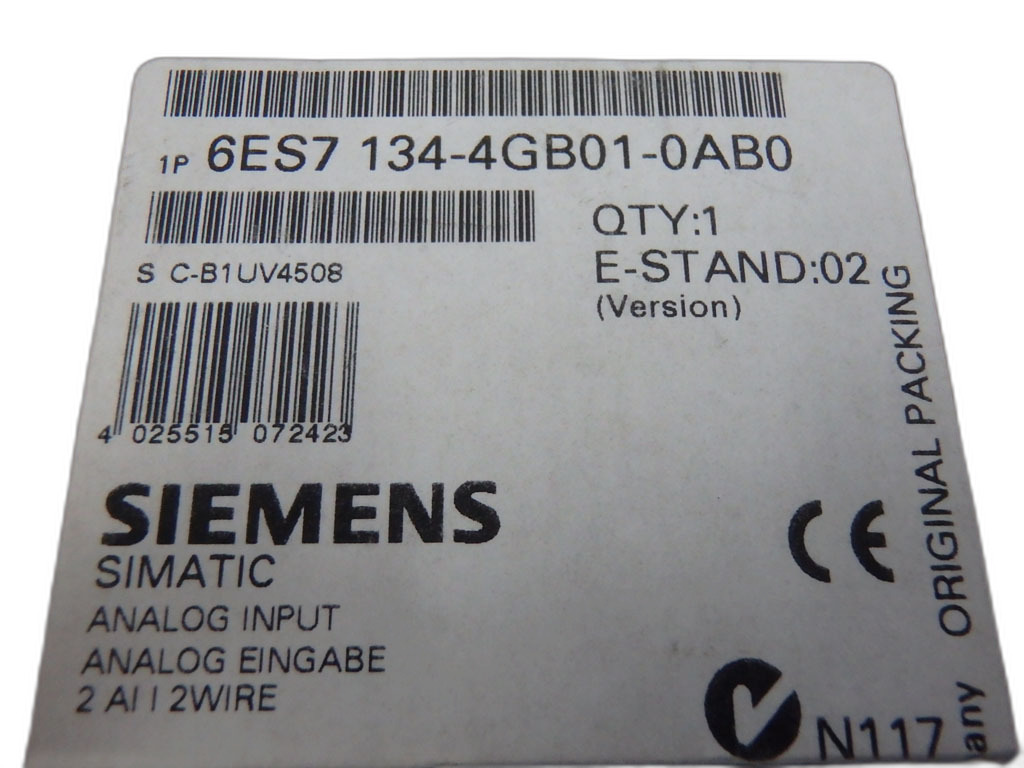 1P 6ES7 134-4GB01-0AB0
QTY:1
S C-B1UV4508
E-STAND:02
(Version)
4 025515 072423
SIEMENS
SIMATIC
ANALOG INPUT
ANALOG EINGABE
2 AI I 2WIRE
CE
N117
ORIGINAL PACKING
any